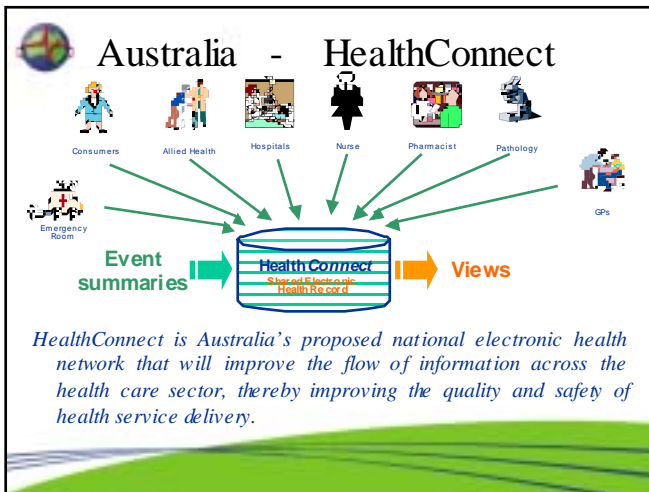 Australia - HealthConnect
Consumers
Allied Health
Hospitals
Nurse
Pharmacist
Pathology
GPs
Emergency
Room
Event
summaries
HealthConnect
Shared Electronic
Health Record
Views
HealthConnect is Australia's proposed national electronic health
network that will improve the flow of information across the
health care sector, thereby improving the quality and safety of
health service delivery.